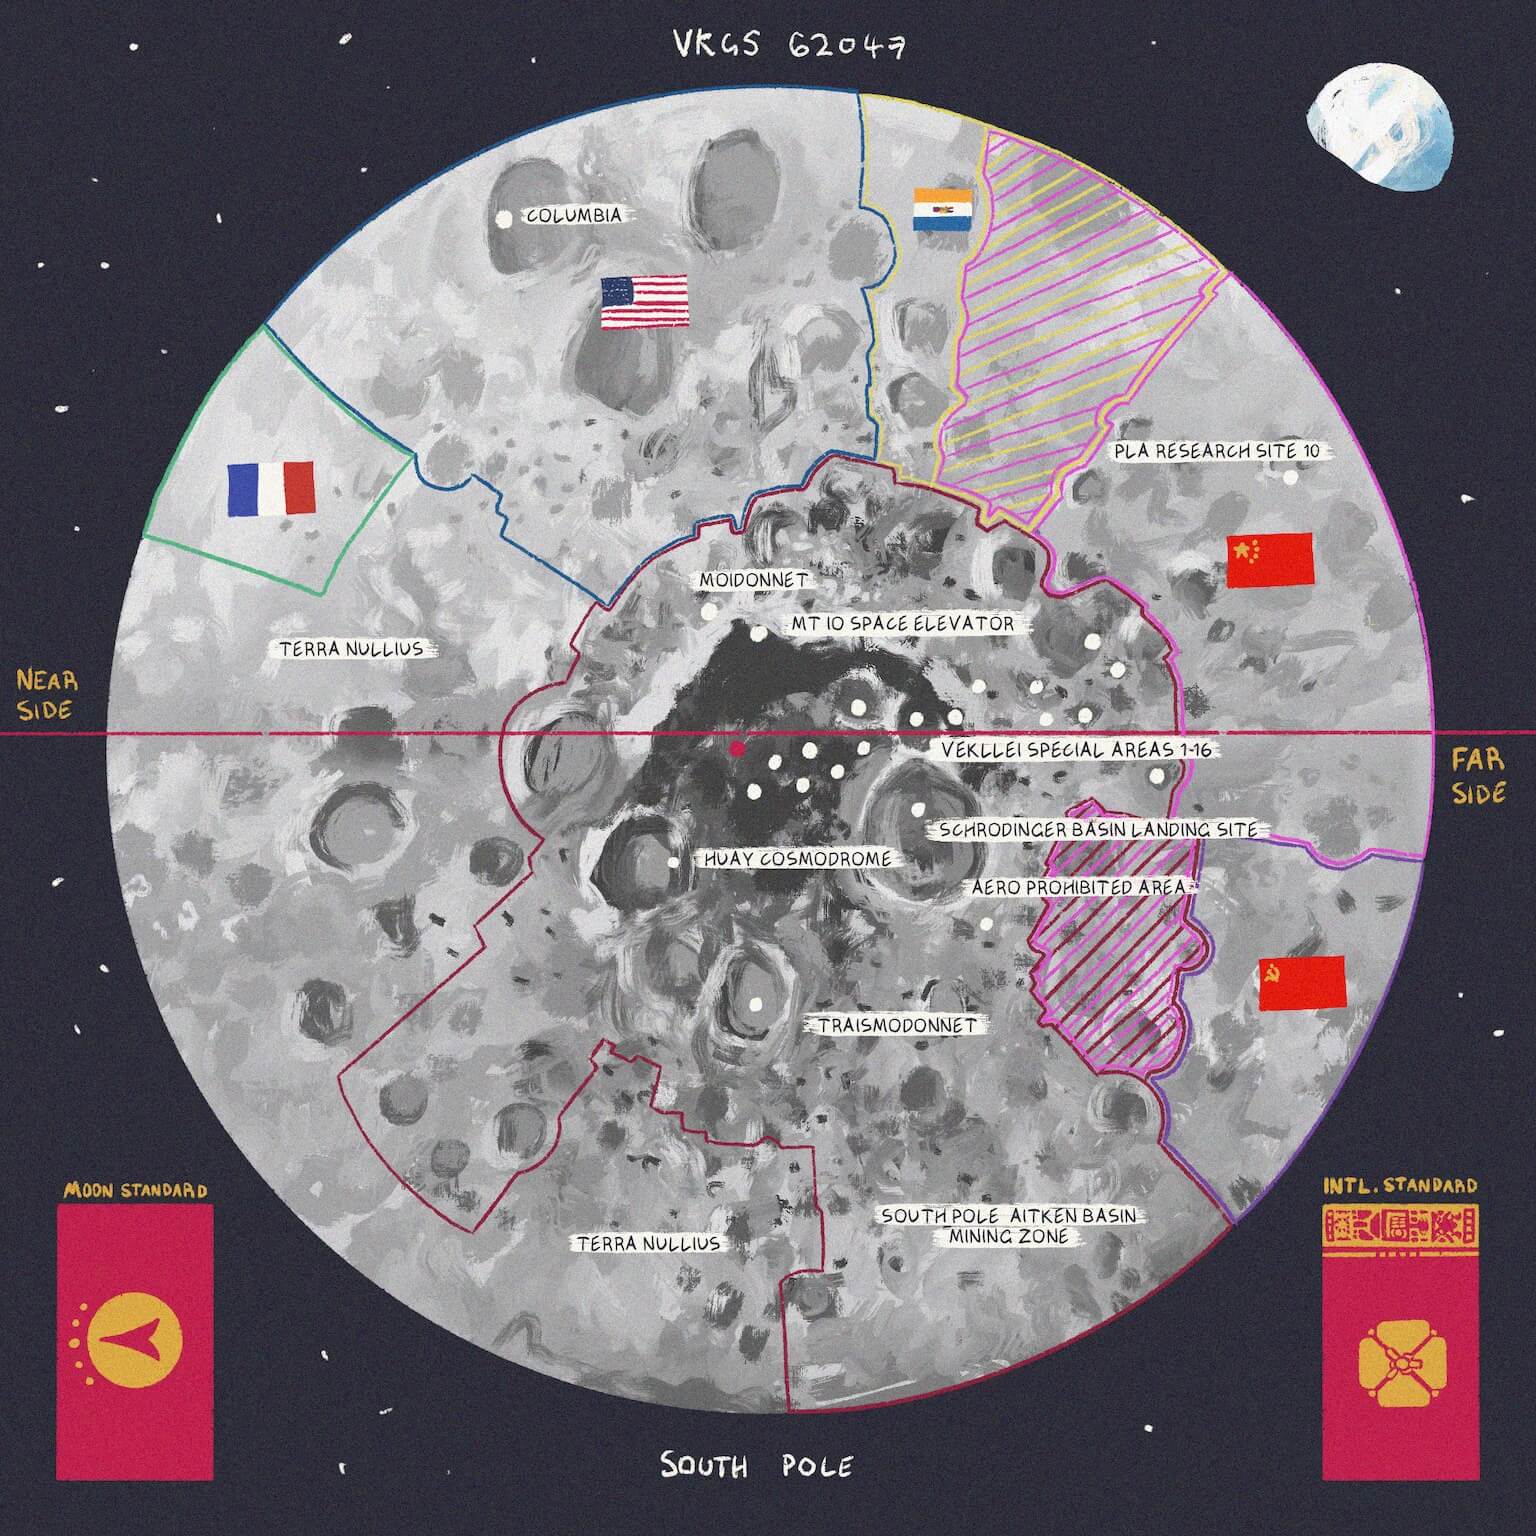 VKGS 62047
COLUMBIA
PLA RESEARCH SITE 10
MOIDONNET
MT IO SPACE ELEVATOR
TERRA NULLIUS
NEAR
SIDE
VEKLLEI SPECIAL AREAS 1-16
FAR
SIDE
SCHRODINGER BASIN LANDING SITE
HUAY COSMODROME
AERO PROHIBITED AREA
TRAISMODONNET
MOON STANDARD
INTL. STANDARD
SOUTH POLE AITKEN BASIN
MINING ZONE
TERRA NULLIUS
SOUTH POLE